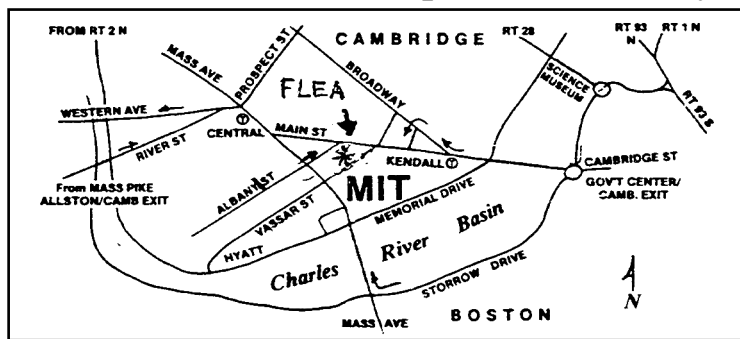 FROM RT 2 N
MASS AVE
PROSPECT ST
CAMBRIDGE
RT 28
RT 93
N
RT 1 N
SCIENCE
MUSEUM
RT 93 S
BROADWAY
FLEA
WESTERN AVE
T
CENTRAL
MAIN ST
RIVER ST
KENDALL T
CAMBRIDGE ST
From MASS PIKE
ALLSTON/CAMB EXIT
ALBANY ST
MIT
GOV'T CENTER/
CAMB. EXIT
VASSAR ST
MEMORIAL DRIVE
HYATT
Charles River Basin
STORROW DRIVE
N
MASS AVE
BOSTON